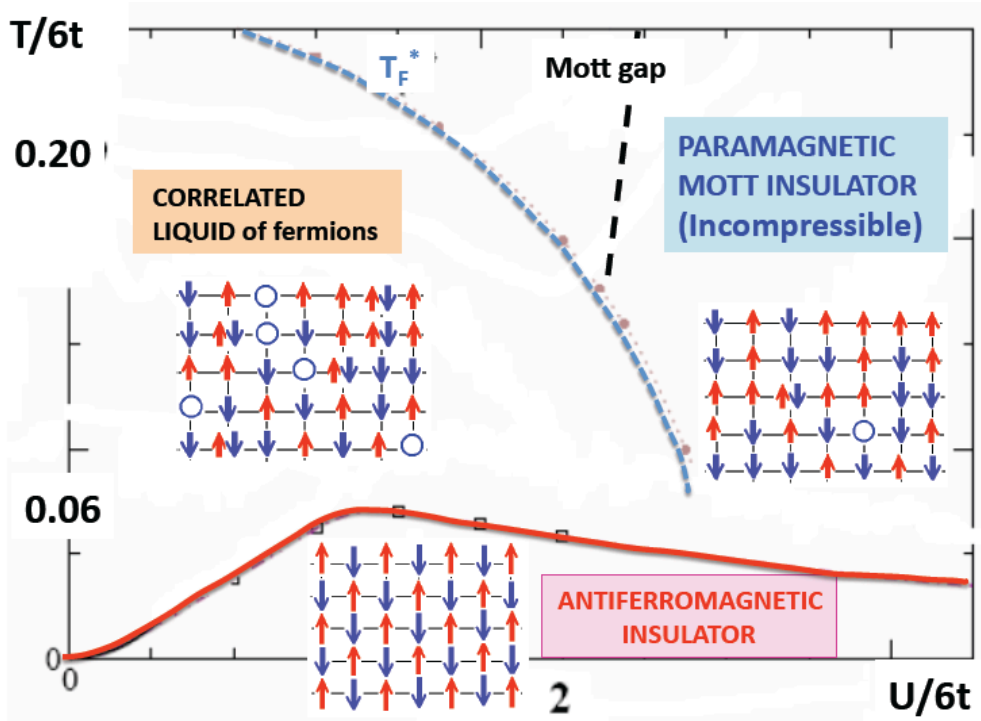 T/6t
T_F*
Mott gap
0.20
PARAMAGNETIC
MOTT INSULATOR
(Incompressible)
CORRELATED
LIQUID of fermions
0.06
ANTIFERROMAGNETIC
INSULATOR
0
0
2
U/6t